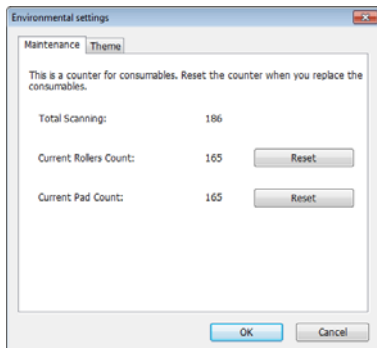 Environmental settings
Maintenance Theme
This is a counter for consumables. Reset the counter when you replace the
consumables.
Total Scanning: 186
Current Rollers Count: 165 Reset
Current Pad Count: 165 Reset
OK Cancel